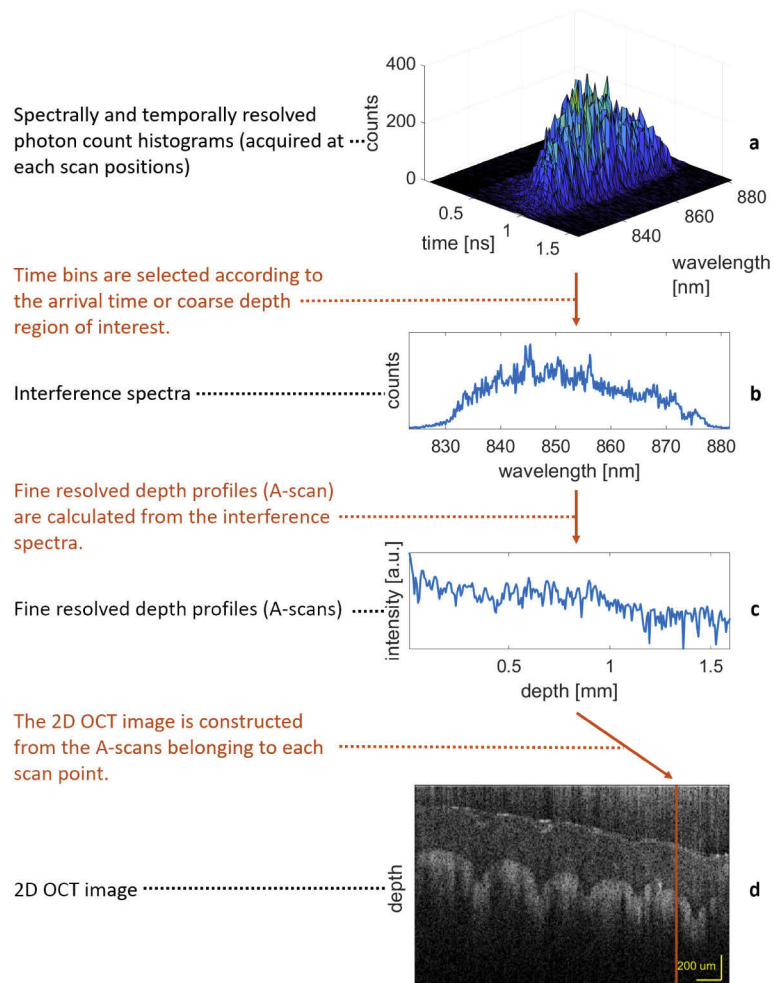 400
200
0
counts
Spectrally and temporally resolved
photon count histograms (acquired at
each scan positions)
a
0.5
1
1.5
time [ns]
840
860
880
wavelength
[nm]
Time bins are selected according to
the arrival time or coarse depth
region of interest.
counts
Interference spectra
b
830 840 850 860 870 880
wavelength [nm]
Fine resolved depth profiles (A-scan)
are calculated from the interference
spectra.
intensity [a.u.]
Fine resolved depth profiles (A-scans)
c
0.5 1 1.5
depth [mm]
The 2D OCT image is constructed
from the A-scans belonging to each
scan point.
depth
2D OCT image
d
200 um